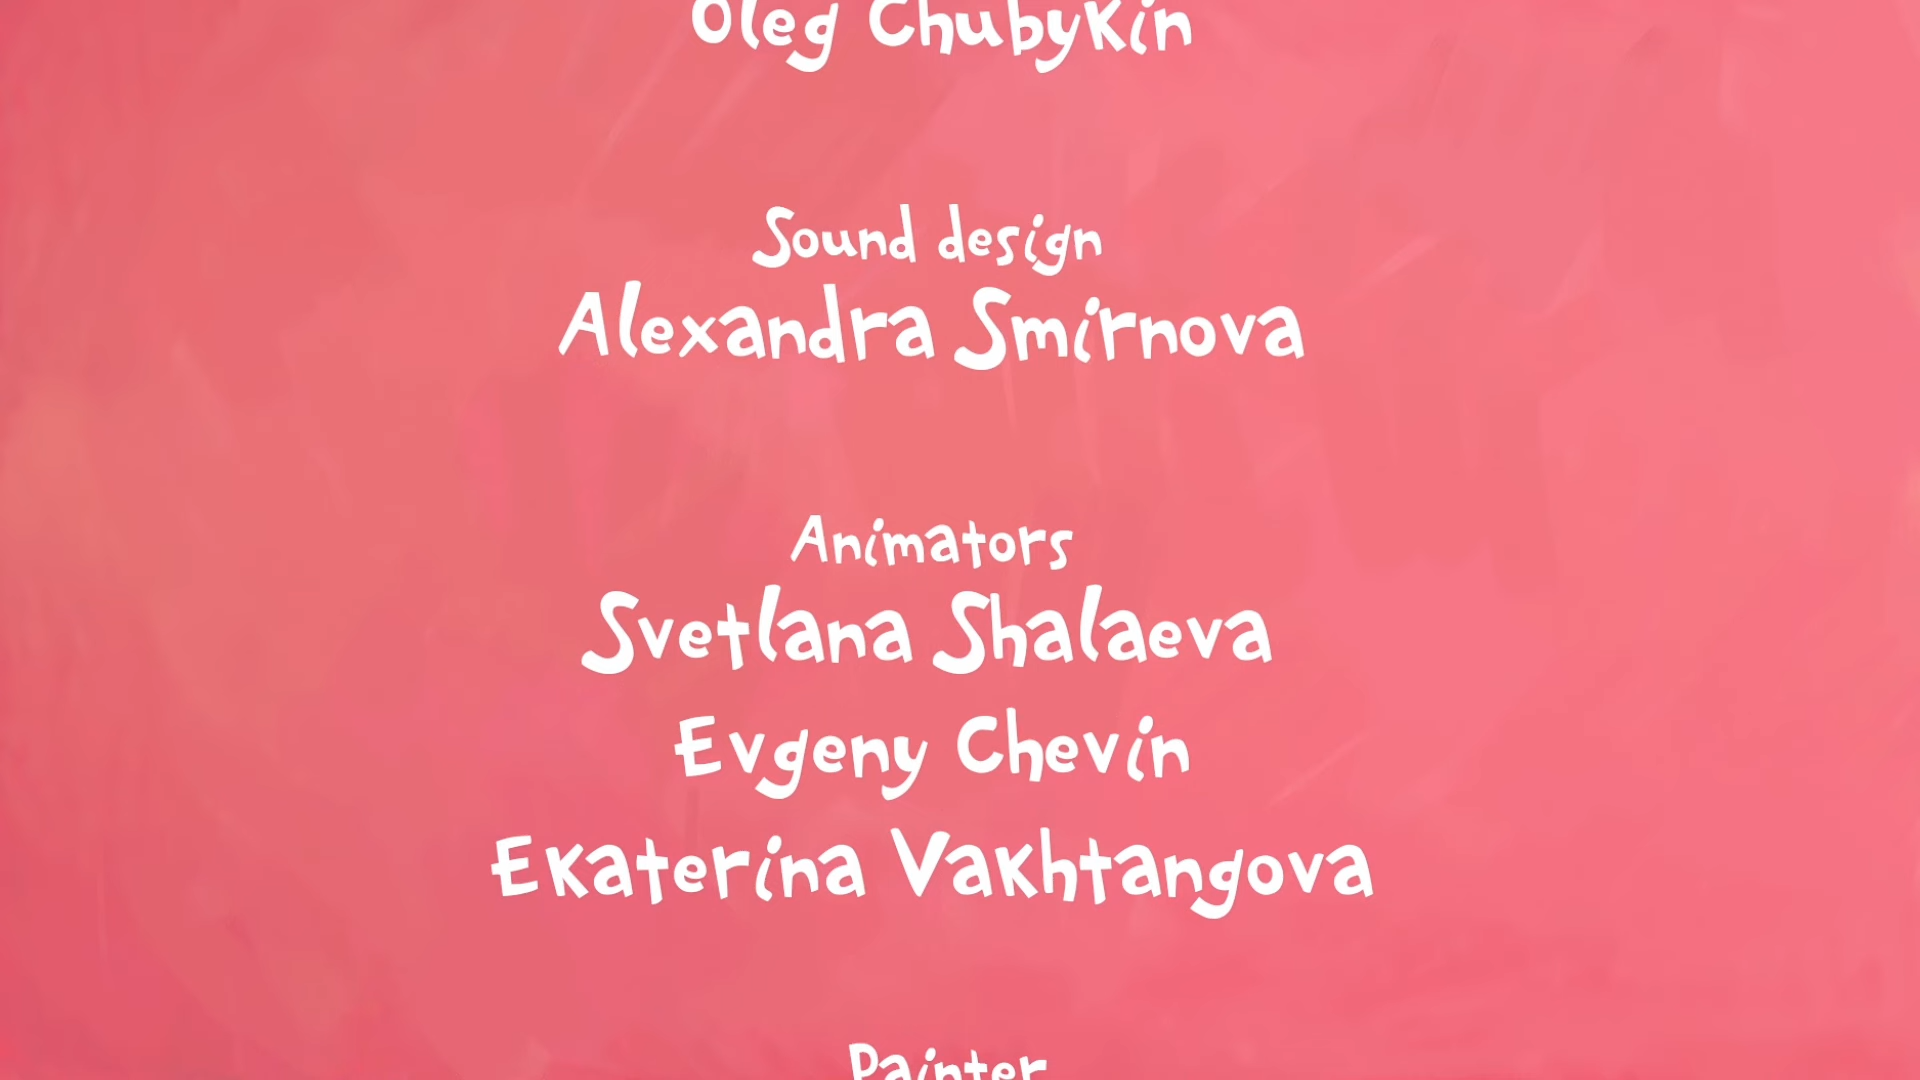 Oleg Chubykin
Sound design
Alexandra Smirnova
Animators
Svetlana Shalaeva
Evgeny Chevin
Ekaterina Vakhtangova
Painter